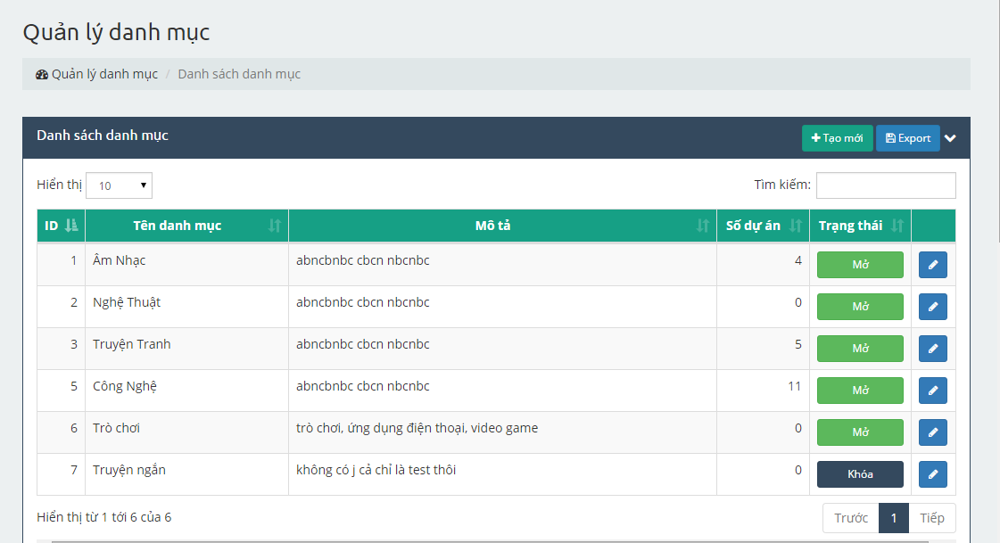 Quản lý danh mục
Quản lý danh mục / Danh sách danh mục
Danh sách danh mục Tạo mới Export
Hiển thị 10 Tìm kiếm:
ID Tên danh mục Mô tả Số dự án Trạng thái
1 Âm Nhạc abncbnbc cbcn nbcnbc 4 Mở
2 Nghệ Thuật abncbnbc cbcn nbcnbc 0 Mở
3 Truyện Tranh abncbnbc cbcn nbcnbc 5 Mở
5 Công Nghệ abncbnbc cbcn nbcnbc 11 Mở
6 Trò chơi trò chơi, ứng dụng điện thoại, video game 0 Mở
7 Truyện ngắn không có j cả chỉ là test thôi 0 Khóa
Hiển thị từ 1 tới 6 của 6 Trước 1 Tiếp